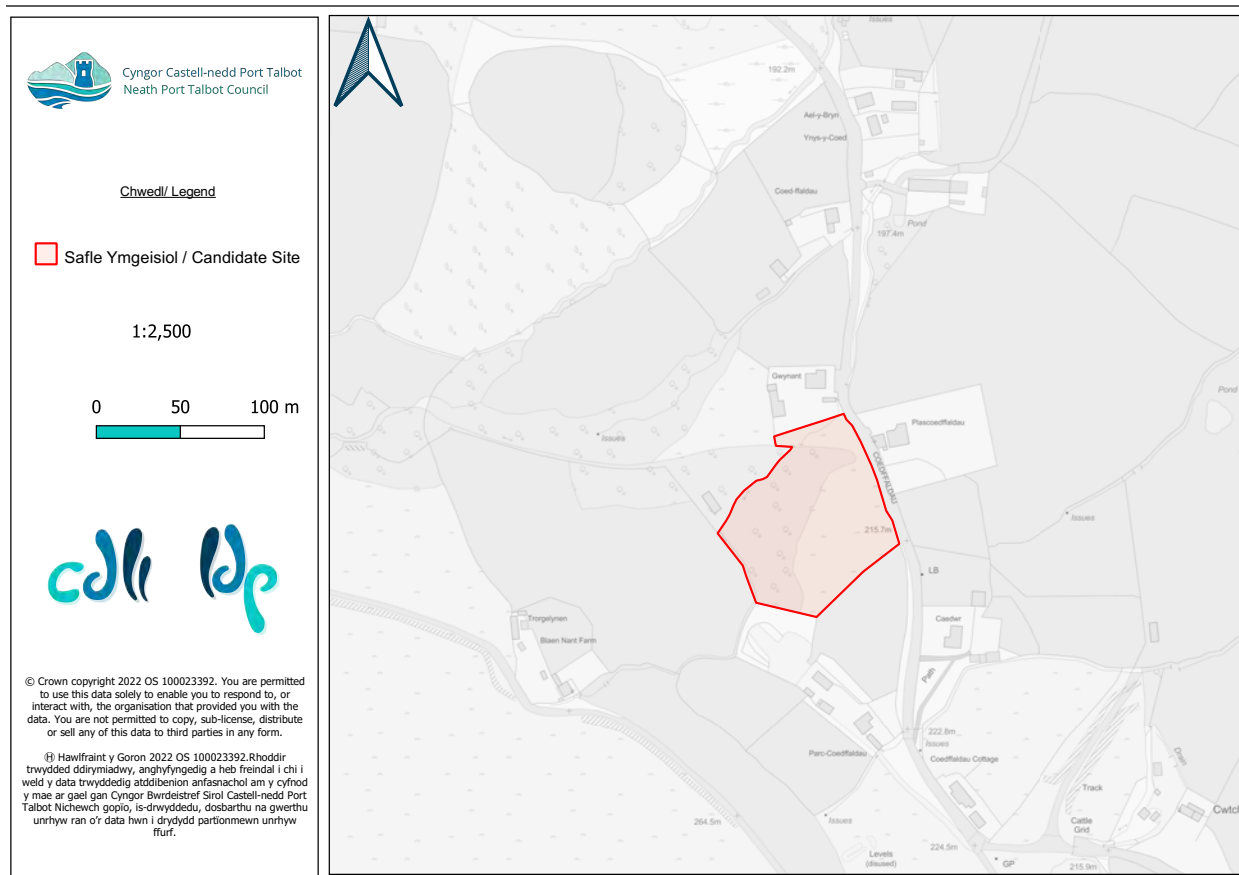 Cyngor Castell-nedd Port Talbot
Neath Port Talbot Council
Chwedl/ Legend
Safle Ymgeisiol / Candidate Site
1:2,500
0 50 100 m
cdll ldp
© Crown copyright 2022 OS 100023392. You are permitted
to use this data solely to enable you to respond to, or
interact with, the organisation that provided you with the
data. You are not permitted to copy, sub-license, distribute
or sell any of this data to third parties in any form.
Ⓗ Hawlfraint y Goron 2022 OS 100023392.Rhoddir
trwydded ddirymiadwy, anghyfyngedig a heb freindal i chi i
weld y data trwyddedig atddibenion anfasnachol am y cyfnod
y mae ar gael gan Cyngor Bwrdeistref Sirol Castell-nedd Port
Talbot Nichewch gopïo, is-drwyddedu, dosbarthu na gwerthu
unrhyw ran o'r data hwn i drydydd partïonmewn unrhyw
ffurf.
Issues
192.2m
Ael-y-Bryn
Ynys-y-Coed
Coed-ffaldau
Pond
197.4m
Gwynant
Pond
Plascoedffaldau
Issues
COEDFFALDAU
Issues
215.7m
LB
Trorgelynen
Caedwr
Blaen Nant Farm
Path
222.8m
Issues
Parc-Coedffaldau
Coedffaldau Cottage
Drain
Track
Cwtch
264.5m
Issues
Cattle
Grid
224.5m
Levels
(disused)
GP
215.9m